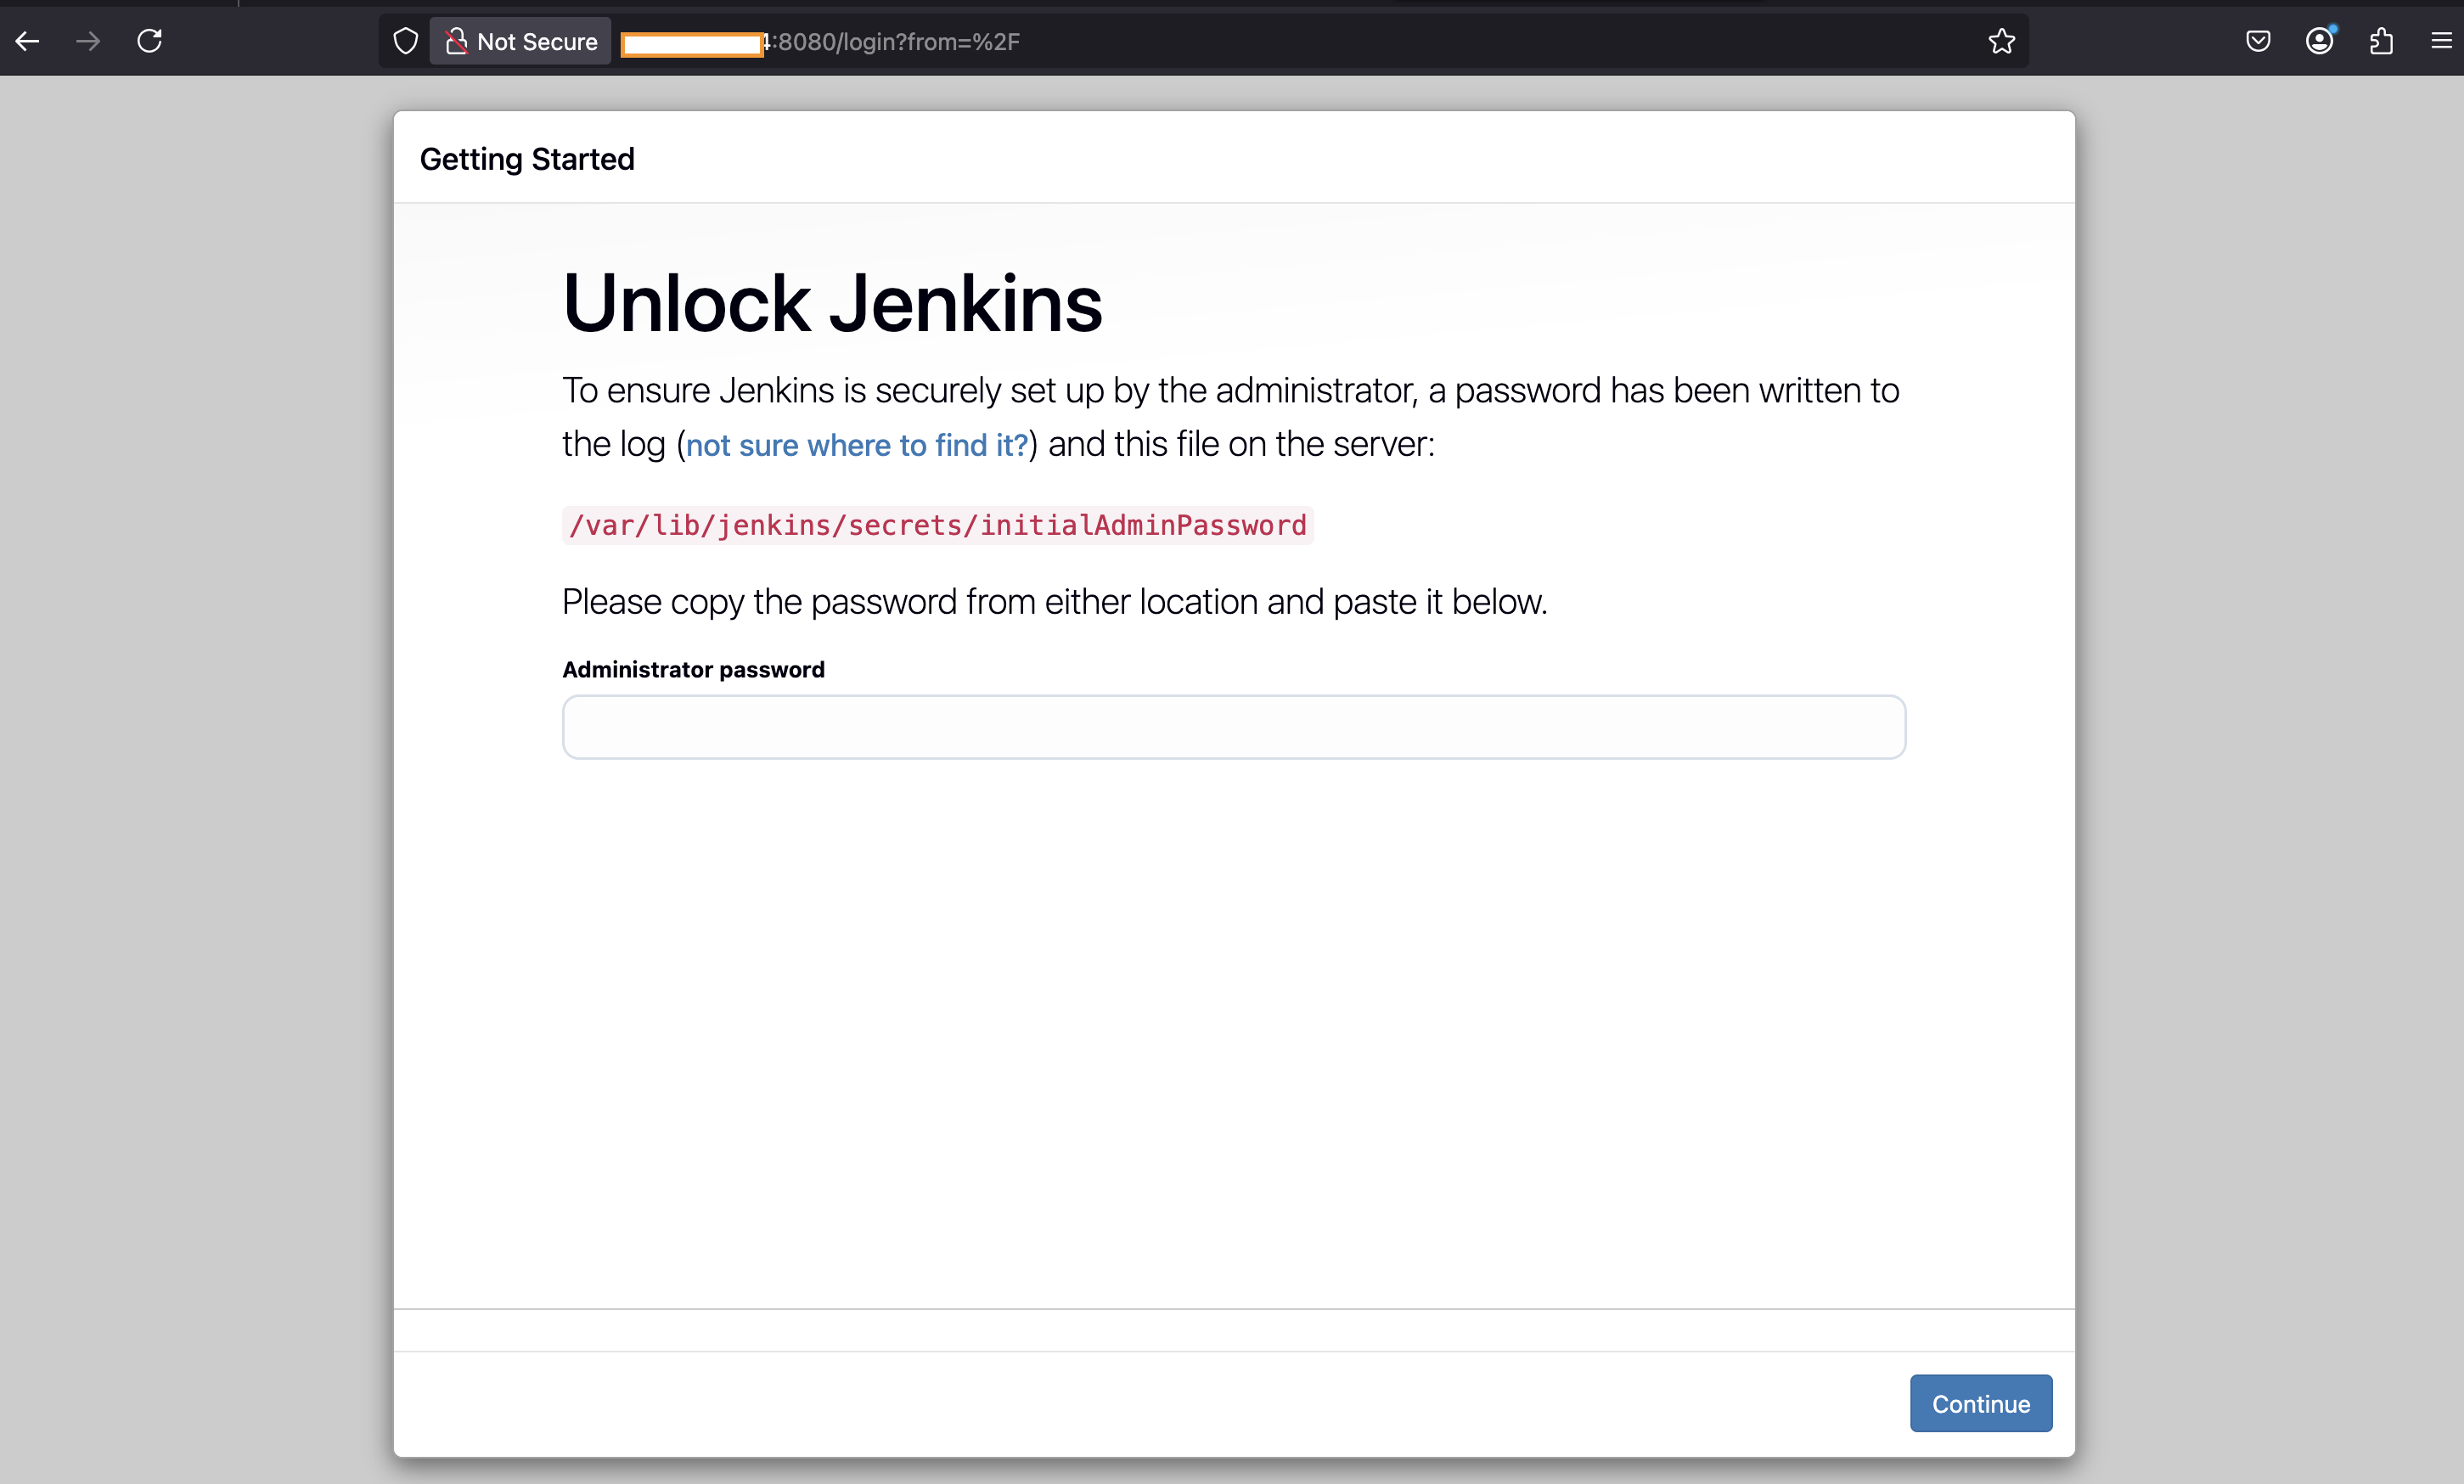 Not Secure
:8080/login?from=%2F
Getting Started
Unlock Jenkins
To ensure Jenkins is securely set up by the administrator, a password has been written to
the log (not sure where to find it?) and this file on the server:
/var/lib/jenkins/secrets/initialAdminPassword
Please copy the password from either location and paste it below.
Administrator password
Continue